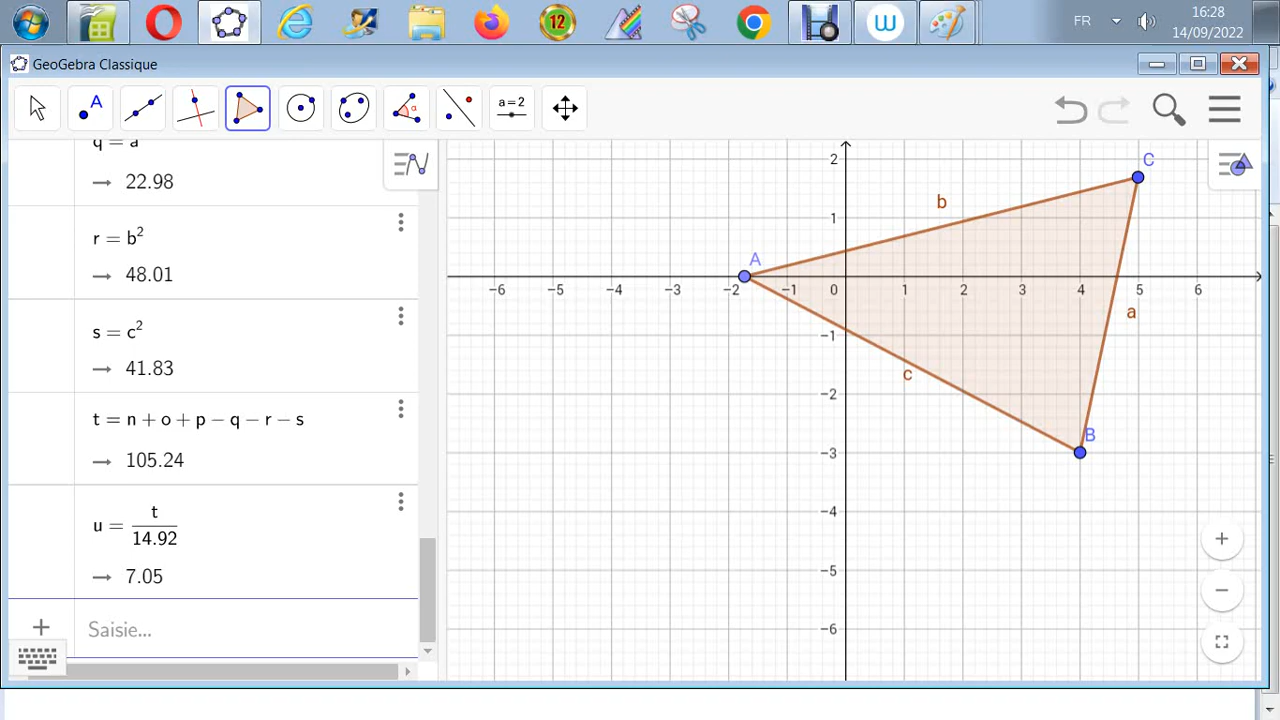 12
W
FR
16:28
14/09/2022
GeoGebra Classique
A
α
a=2
q = a
→ 22.98
r = b²
→ 48.01
s = c²
→ 41.83
t = n + o + p − q − r − s
→ 105.24
u = t/14.92
→ 7.05
+ Saisie...
A
B
C
a
b
c
−6 −5 −4 −3 −2 −1 0 1 2 3 4 5 6
2
1
−1
−2
−3
−4
−5
−6
+
−